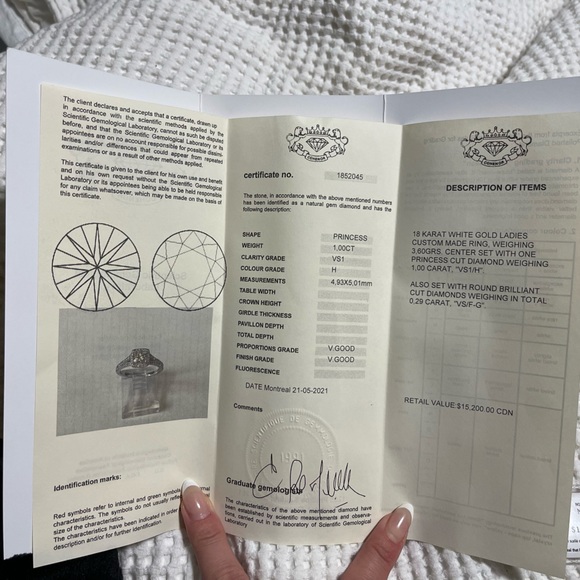 The client declares and accepts that a certificate, drawn up
in accordance with the scientific methods applied by the
Scientific Gemological Laboratory, cannot as such be disputed
before, and that the Scientific Gemological Laboratory or its
appointees are on no account responsible for possible dissimi-
larities and/or differences that could appear from repeated
examinations or as a result of other methods applied.
This certificate is given to the client for his own use and benefit
and on his own request without the Scientific Gemological
Laboratory or its appointees being able to be held responsible
for any claim whatsoever, which may be made on the basis of
this certificate.
Identification marks:
Red symbols refer to internal and green symbols
characteristics. The symbols do not usually
size of the characteristics.
The characteristics have been indicated in order
description and/or for further identification.
certificate no. 1852045
The stone, in accordance with the above mentioned numbers
has been identified as a natural gem diamond and has the
following description:
SHAPE PRINCESS
WEIGHT 1,00CT
CLARITY GRADE VS1
COLOUR GRADE H
MEASUREMENTS 4,93X5,01mm
TABLE WIDTH
CROWN HEIGHT
GIRDLE THICKNESS
PAVILLON DEPTH
TOTAL DEPTH
PROPORTIONS GRADE V.GOOD
FINISH GRADE V.GOOD
FLUORESCENCE
DATE Montreal 21-05-2021
Comments
Graduate gemologist
The characteristics of the above mentioned diamond have
been established by scientific measurements and observa-
tions, carried out in the laboratory of Scientific Gemological
Laboratory
DESCRIPTION OF ITEMS
18 KARAT WHITE GOLD LADIES
CUSTOM MADE RING, WEIGHING
3,60GRS. CENTER SET WITH ONE
PRINCESS CUT DIAMOND WEIGHING
1,00 CARAT, "VS1/H".
ALSO SET WITH ROUND BRILLIANT
CUT DIAMONDS WEIGHING IN TOTAL
0,29 CARAT, "VS/F-G".
RETAIL VALUE:$15,200.00 CDN